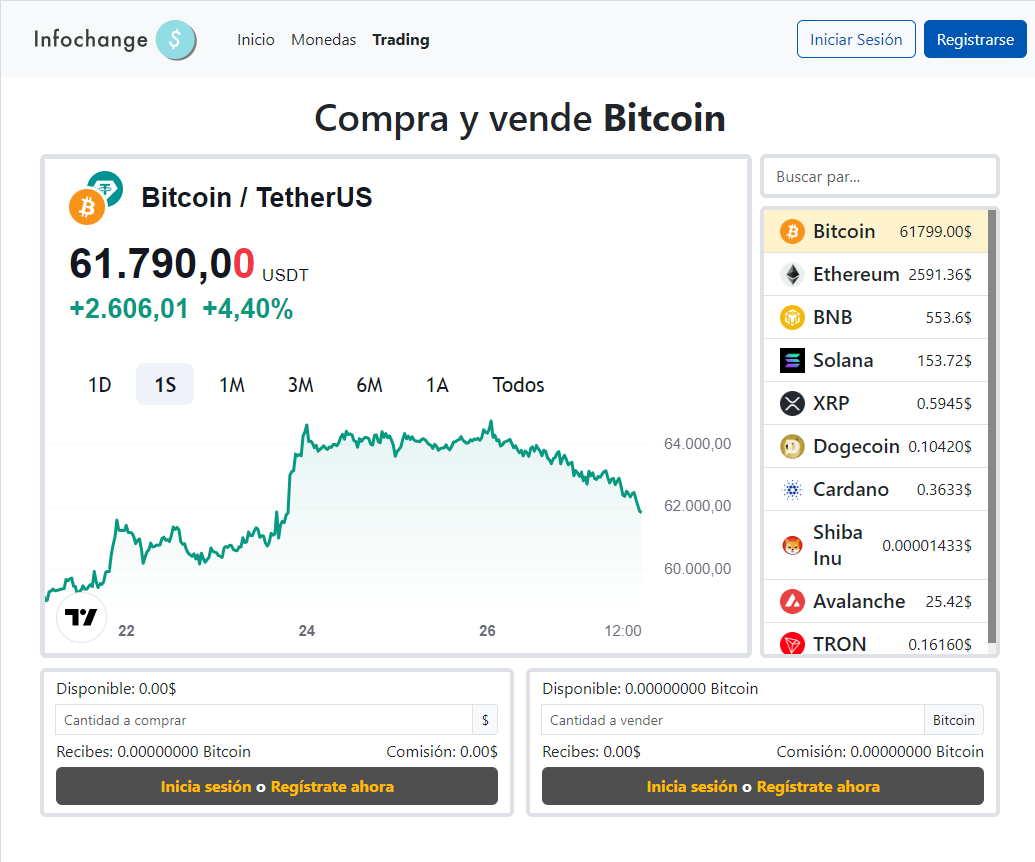 Infochange $ Inicio Monedas Trading Iniciar Sesión Registrarse
Compra y vende Bitcoin
Bitcoin / TetherUS
61.790,00 USDT
+2.606,01 +4,40%
1D 1S 1M 3M 6M 1A Todos
64.000,00
62.000,00
60.000,00
22 24 26 12:00
Buscar par...
Bitcoin 61799.00$
Ethereum 2591.36$
BNB 553.6$
Solana 153.72$
XRP 0.5945$
Dogecoin 0.10420$
Cardano 0.3633$
Shiba
Inu 0.00001433$
Avalanche 25.42$
TRON 0.16160$
Disponible: 0.00$
Cantidad a comprar $
Recibes: 0.00000000 Bitcoin Comisión: 0.00$
Inicia sesión o Regístrate ahora
Disponible: 0.00000000 Bitcoin
Cantidad a vender Bitcoin
Recibes: 0.00$ Comisión: 0.00000000 Bitcoin
Inicia sesión o Regístrate ahora